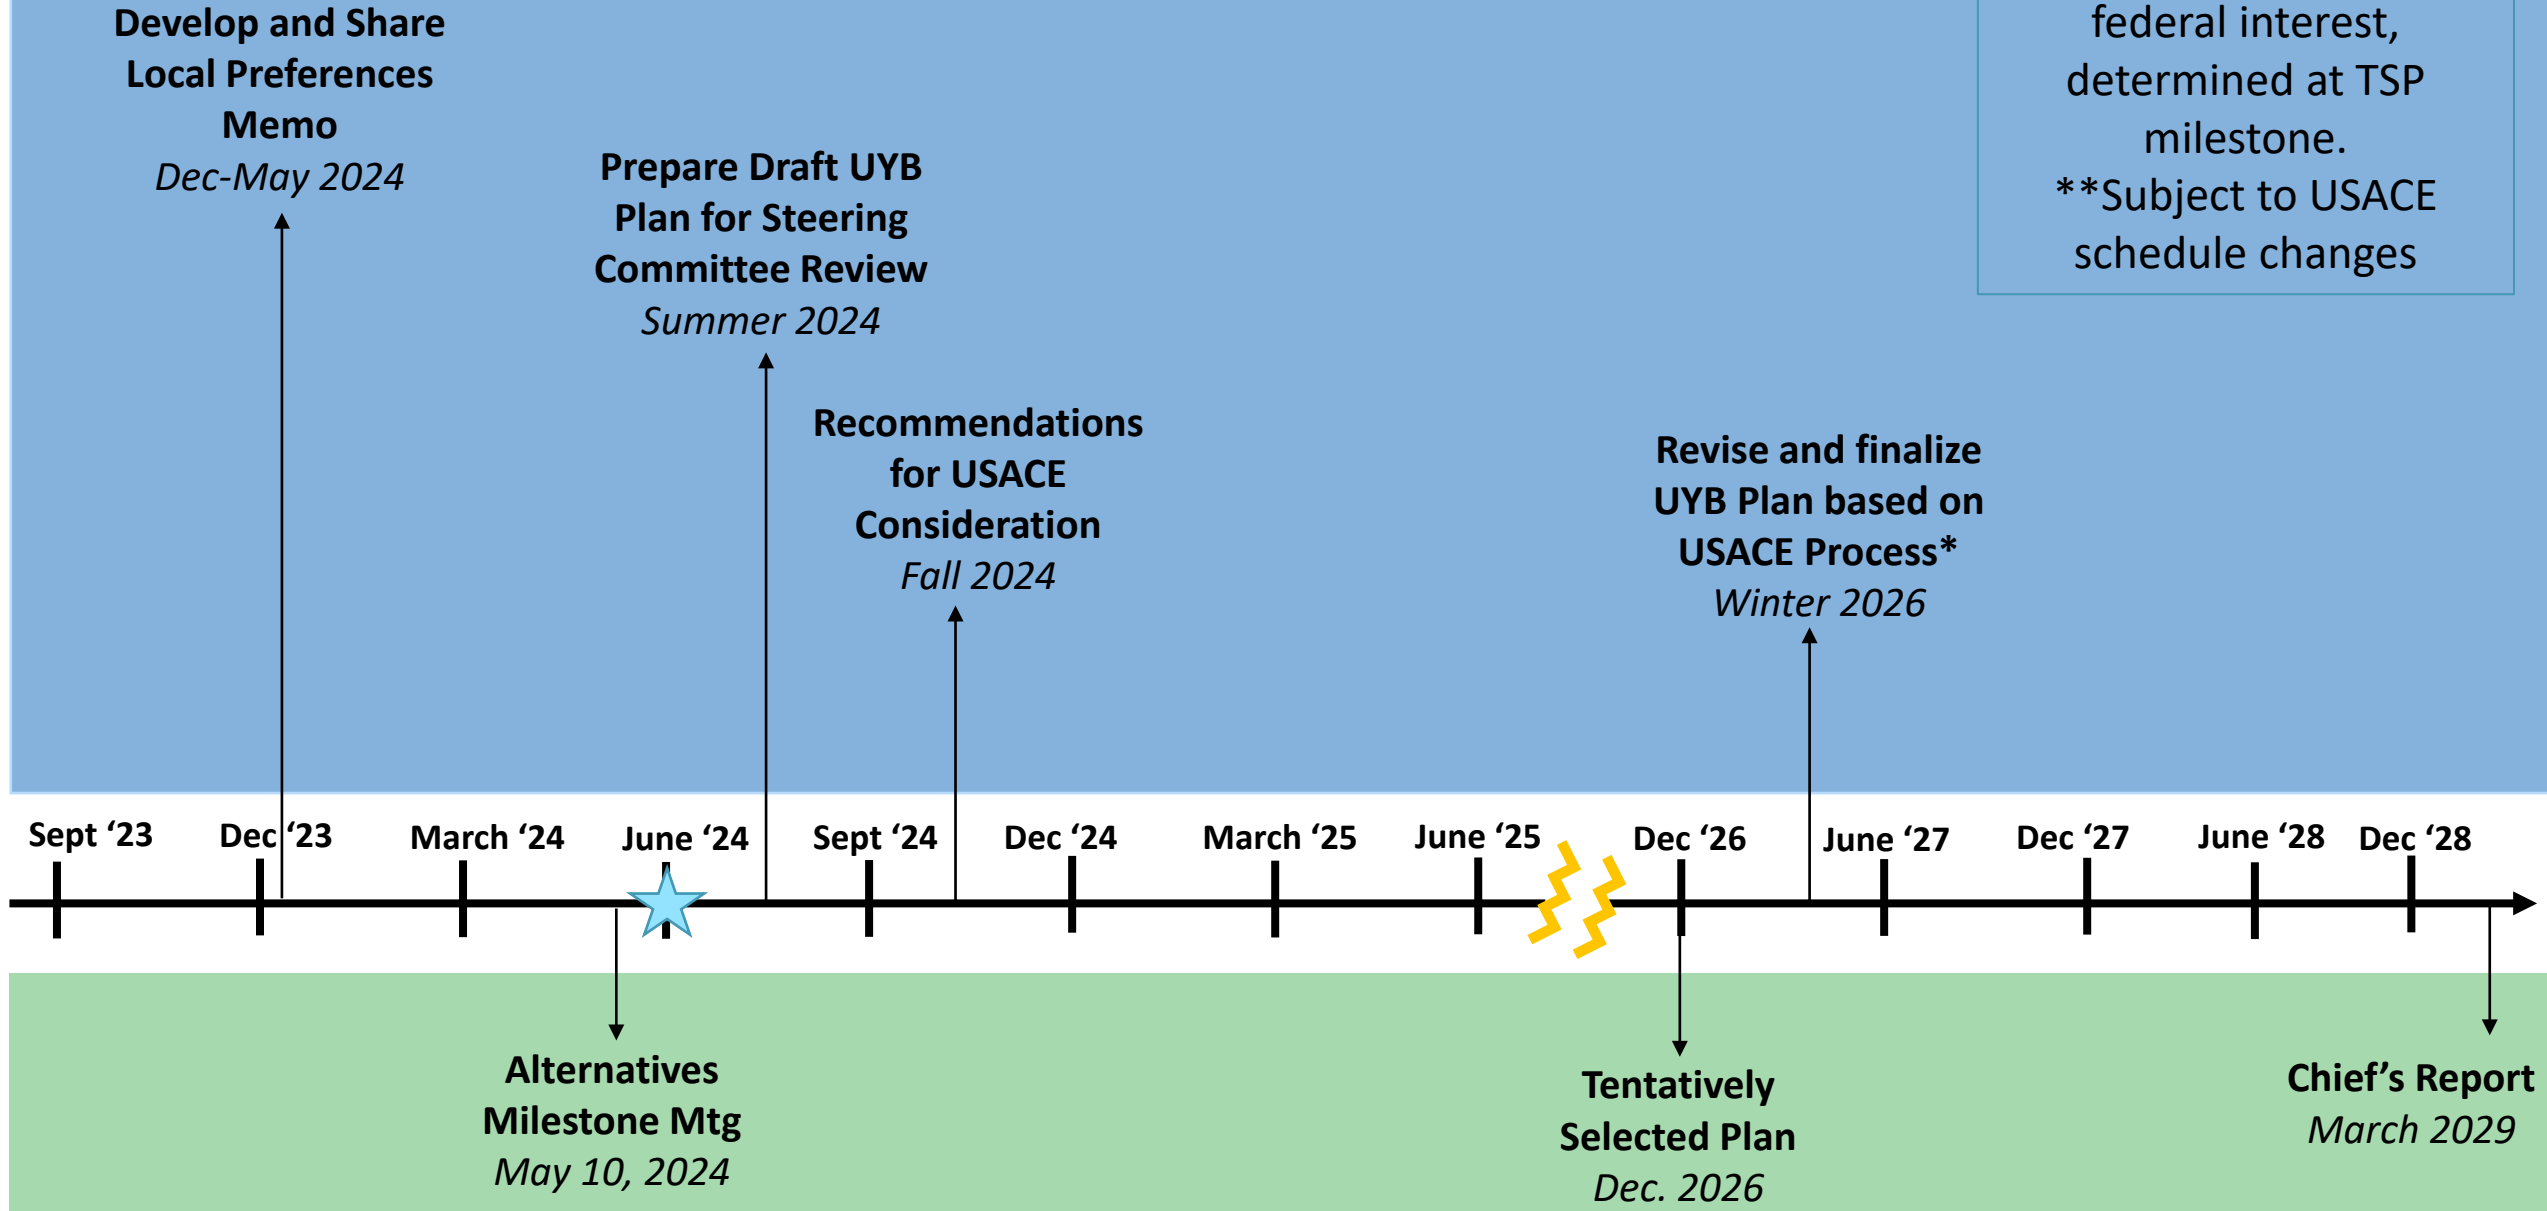 Develop and Share
Local Preferences
Memo
Dec-May 2024
Prepare Draft UYB
Plan for Steering
Committee Review
Summer 2024
Recommendations
for USACE
Consideration
Fall 2024
Revise and finalize
UYB Plan based on
USACE Process*
Winter 2026
federal interest,
determined at TSP
milestone.
**Subject to USACE
schedule changes
Sept ‘23
Dec ‘23
March ‘24
June ‘24
Sept ‘24
Dec ‘24
March ‘25
June ‘25
Dec ‘26
June ‘27
Dec ‘27
June ‘28
Dec ‘28
Alternatives
Milestone Mtg
May 10, 2024
Tentatively
Selected Plan
Dec. 2026
Chief’s Report
March 2029